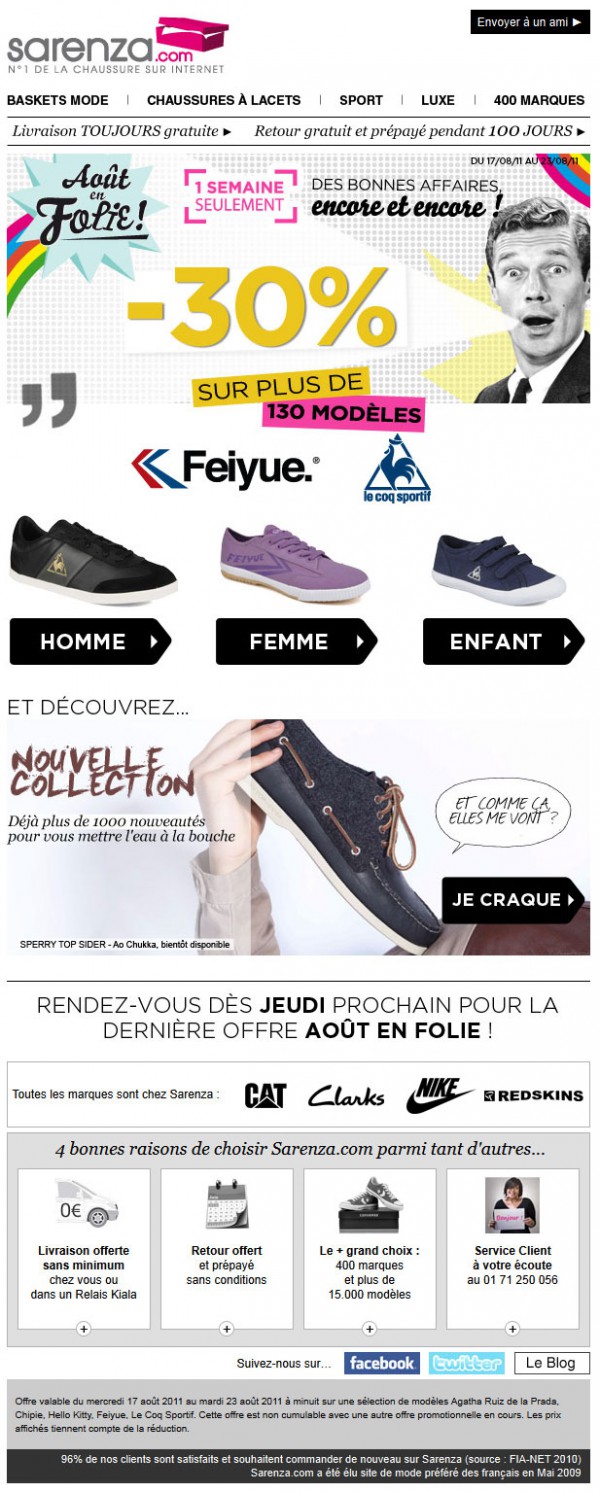 Envoyer à un ami ►
sarenza.com
N°1 DE LA CHAUSSURE SUR INTERNET
BASKETS MODE | CHAUSSURES À LACETS | SPORT | LUXE | 400 MARQUES
Livraison TOUJOURS gratuite ► Retour gratuit et prépayé pendant 100 JOURS ►
DU 17/08/11 AU 23/08/11
Août
en
Folie !
1 SEMAINE
SEULEMENT
DES BONNES AFFAIRES,
encore et encore !
-30%
SUR PLUS DE
130 MODÈLES
Feiyue.®
le coq sportif
FEIYUE
HOMME
FEMME
ENFANT
ET DÉCOUVREZ...
NOUVELLE
COLLECTION
Déjà plus de 1000 nouveautés
pour vous mettre l'eau à la bouche
ET COMME ÇA,
ELLES ME VONT ?
JE CRAQUE
SPERRY TOP SIDER - Ao Chukka, bientôt disponible
RENDEZ-VOUS DÈS JEUDI PROCHAIN POUR LA
DERNIÈRE OFFRE AOÛT EN FOLIE !
Toutes les marques sont chez Sarenza :
CAT
Clarks
NIKE
REDSKINS
4 bonnes raisons de choisir Sarenza.com parmi tant d'autres...
0€
Livraison offerte
sans minimum
chez vous ou
dans un Relais Kiala
Retour offert
et prépayé
sans conditions
Le + grand choix :
400 marques
et plus de
15.000 modèles
Bonjour !
Service Client
à votre écoute
au 01 71 250 056
Suivez-nous sur...
facebook
twitter
Le Blog
Offre valable du mercredi 17 août 2011 au mardi 23 août 2011 à minuit sur une sélection de modèles Agatha Ruiz de la Prada,
Chipie, Hello Kitty, Feiyue, Le Coq Sportif. Cette offre est non cumulable avec une autre offre promotionnelle en cours. Les prix
affichés tiennent compte de la réduction.
96% de nos clients sont satisfaits et souhaitent commander de nouveau sur Sarenza (source : FIA-NET 2010)
Sarenza.com a été élu site de mode préféré des français en Mai 2009